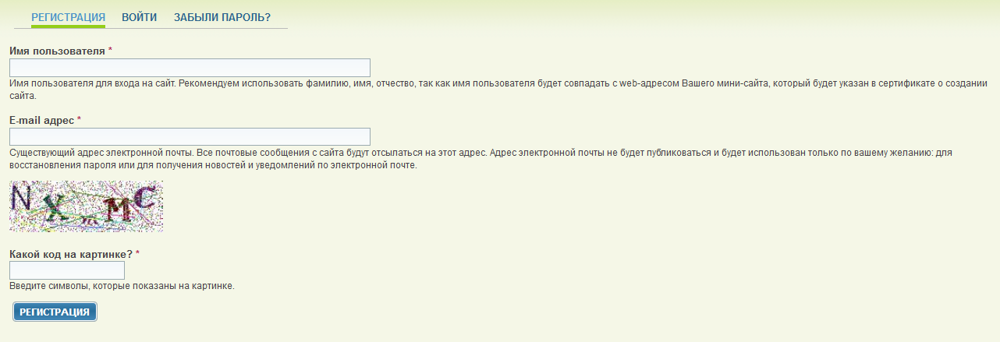 РЕГИСТРАЦИЯ ВОЙТИ ЗАБЫЛИ ПАРОЛЬ?
Имя пользователя *
Имя пользователя для входа на сайт. Рекомендуем использовать фамилию, имя, отчество, так как имя пользователя будет совпадать с web-адресом Вашего мини-сайта, который будет указан в сертификате о создании
сайта.
E-mail адрес *
Существующий адрес электронной почты. Все почтовые сообщения с сайта будут отсылаться на этот адрес. Адрес электронной почты не будет публиковаться и будет использован только по вашему желанию: для
восстановления пароля или для получения новостей и уведомлений по электронной почте.
NXmMC
Какой код на картинке? *
Введите символы, которые показаны на картинке.
РЕГИСТРАЦИЯ